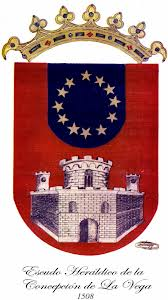 Escudo Heráldico de la
Concepción de La Vega
1508